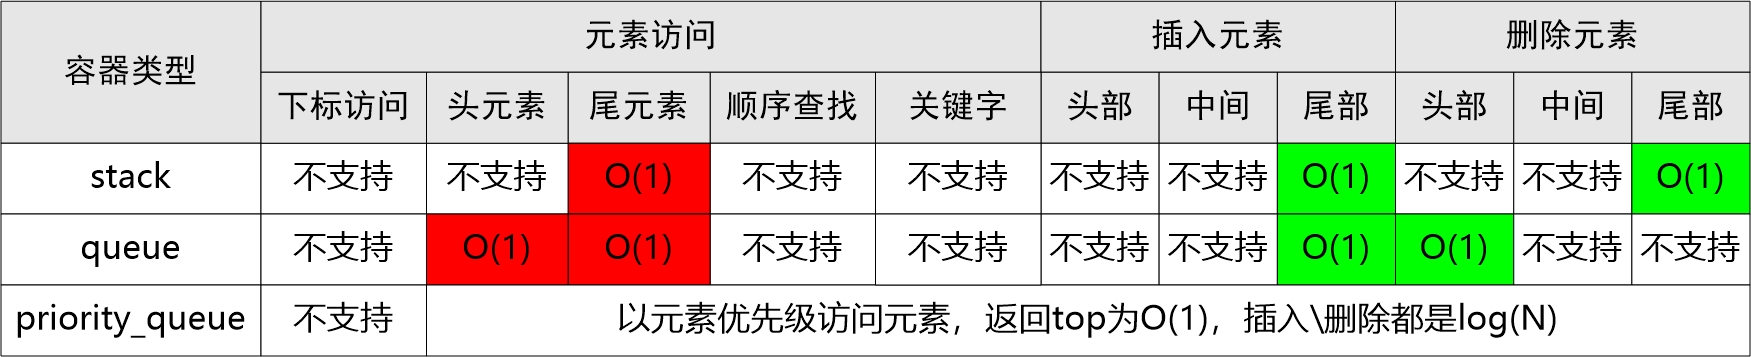 容器类型 元素访问 插入元素 删除元素
下标访问 头元素 尾元素 顺序查找 关键字 头部 中间 尾部 头部 中间 尾部
stack 不支持 不支持 O(1) 不支持 不支持 不支持 不支持 O(1) 不支持 不支持 O(1)
queue 不支持 O(1) O(1) 不支持 不支持 不支持 不支持 O(1) O(1) 不支持 不支持
priority_queue 不支持 以元素优先级访问元素，返回top为O(1)，插入\删除都是log(N)